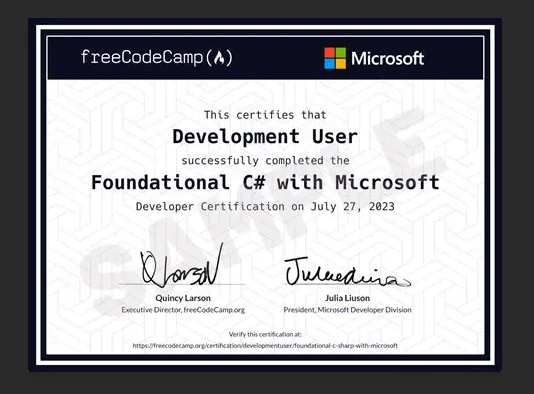 freeCodeCamp(🔥) Microsoft
This certifies that
Development User
successfully completed the
Foundational C# with Microsoft
Developer Certification on July 27, 2023
SAMPLE
Quincy Larson Julia Liuson
Executive Director, freeCodeCamp.org President, Microsoft Developer Division
Verify this certification at:
https://freecodecamp.org/certification/developmentuser/foundational-c-sharp-with-microsoft